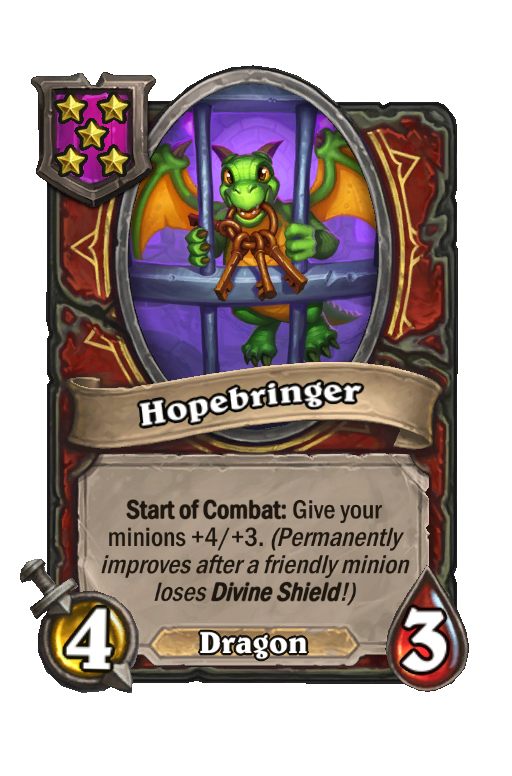 Hopebringer
Start of Combat: Give your
minions +4/+3. (Permanently
improves after a friendly minion
loses Divine Shield!)
4
Dragon
3